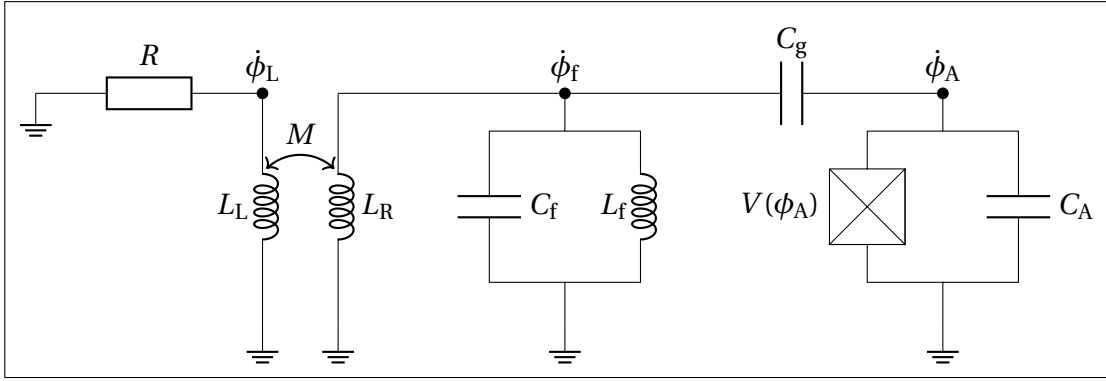 R
ϕ̇_L
M
L_L
L_R
ϕ̇_f
C_f
L_f
C_g
ϕ̇_A
V(ϕ_A)
C_A